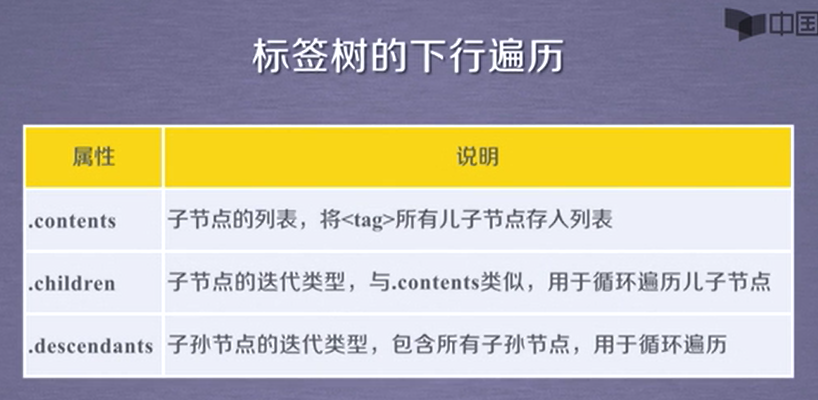 中国
标签树的下行遍历
属性 说明
.contents 子节点的列表，将<tag>所有儿子节点存入列表
.children 子节点的迭代类型，与.contents类似，用于循环遍历儿子节点
.descendants 子孙节点的迭代类型，包含所有子孙节点，用于循环遍历